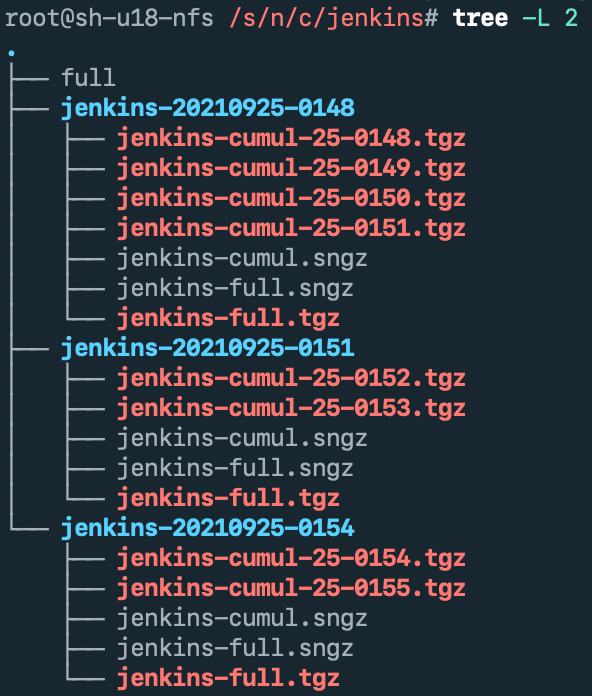 root@sh-u18-nfs /s/n/c/jenkins# tree -L 2
.
├── full
├── jenkins-20210925-0148
│   ├── jenkins-cumul-25-0148.tgz
│   ├── jenkins-cumul-25-0149.tgz
│   ├── jenkins-cumul-25-0150.tgz
│   ├── jenkins-cumul-25-0151.tgz
│   ├── jenkins-cumul.sngz
│   ├── jenkins-full.sngz
│   └── jenkins-full.tgz
├── jenkins-20210925-0151
│   ├── jenkins-cumul-25-0152.tgz
│   ├── jenkins-cumul-25-0153.tgz
│   ├── jenkins-cumul.sngz
│   ├── jenkins-full.sngz
│   └── jenkins-full.tgz
└── jenkins-20210925-0154
    ├── jenkins-cumul-25-0154.tgz
    ├── jenkins-cumul-25-0155.tgz
    ├── jenkins-cumul.sngz
    ├── jenkins-full.sngz
    └── jenkins-full.tgz